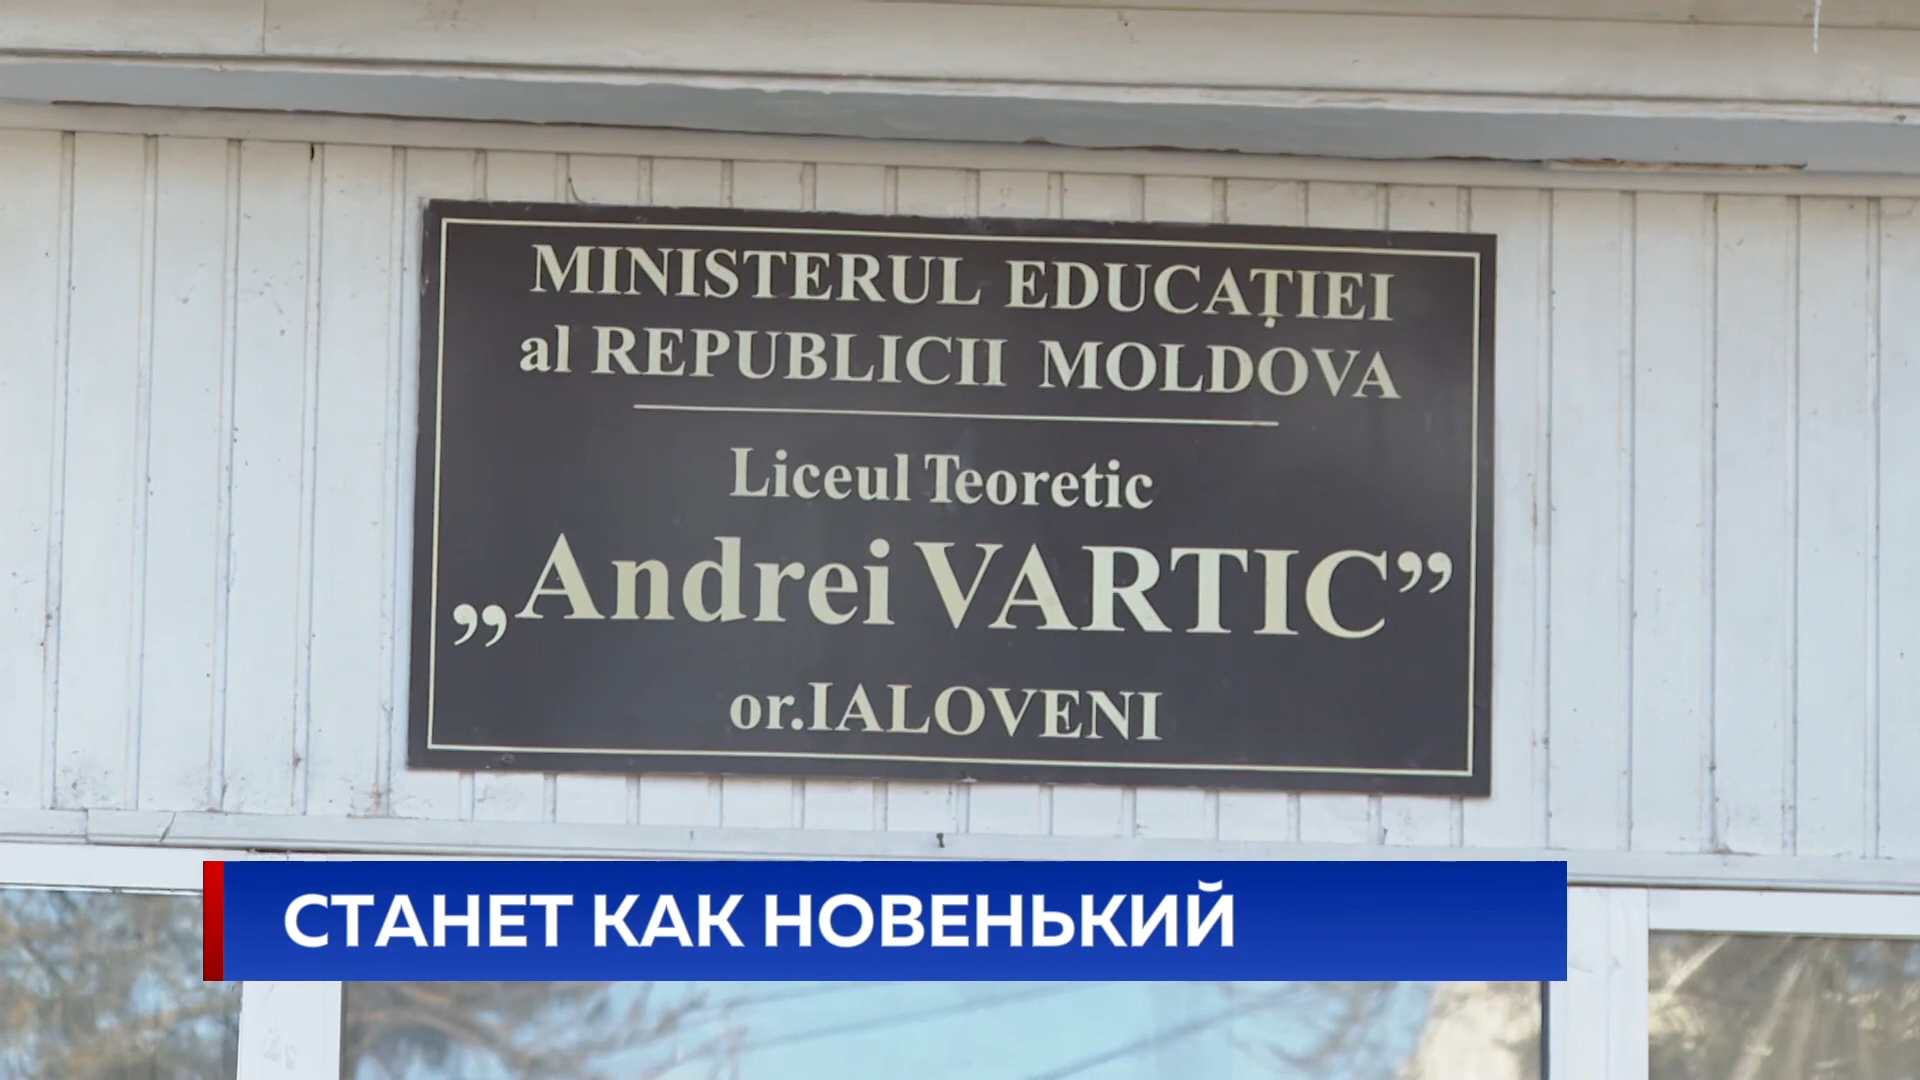 MINISTERUL EDUCAȚIEI
al REPUBLICII MOLDOVA
Liceul Teoretic
„Andrei VARTIC”
or.IALOVENI
СТАНЕТ КАК НОВЕНЬКИЙ